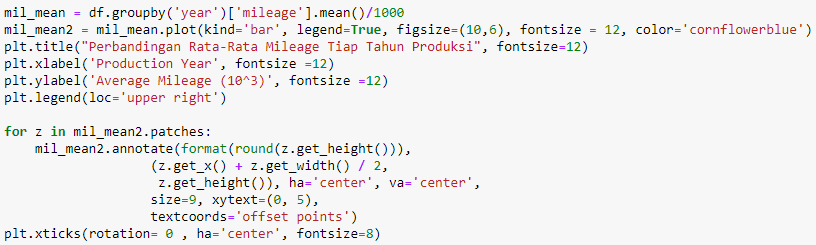 mil_mean = df.groupby('year')['mileage'].mean()/1000
mil_mean2 = mil_mean.plot(kind='bar', legend=True, figsize=(10,6), fontsize = 12, color='cornflowerblue')
plt.title("Perbandingan Rata-Rata Mileage Tiap Tahun Produksi", fontsize=12)
plt.xlabel('Production Year', fontsize =12)
plt.ylabel('Average Mileage (10^3)', fontsize =12)
plt.legend(loc='upper right')

for z in mil_mean2.patches:
    mil_mean2.annotate(format(round(z.get_height())),
                   (z.get_x() + z.get_width() / 2,
                    z.get_height()), ha='center', va='center',
                   size=9, xytext=(0, 5),
                   textcoords='offset points')
plt.xticks(rotation= 0 , ha='center', fontsize=8)